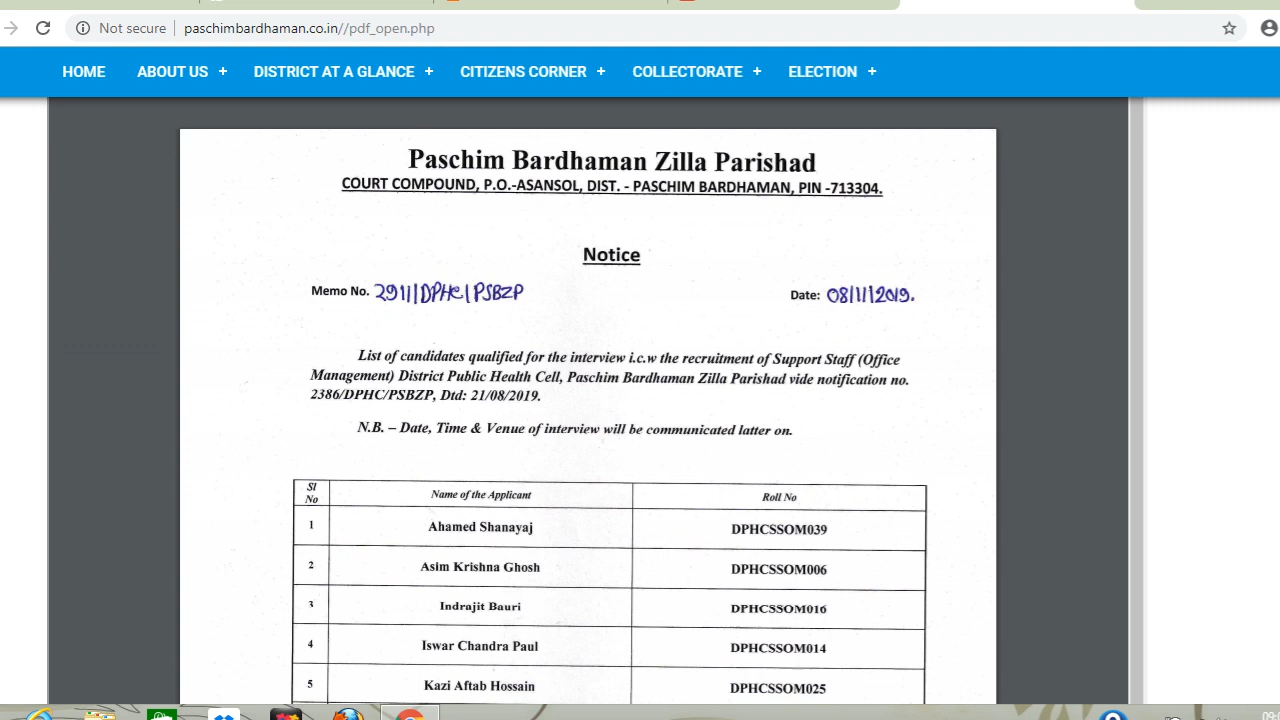 Not secure | paschimbardhaman.co.in//pdf_open.php
HOME ABOUT US + DISTRICT AT A GLANCE + CITIZENS CORNER + COLLECTORATE + ELECTION +
Paschim Bardhaman Zilla Parishad
COURT COMPOUND, P.O.-ASANSOL, DIST. - PASCHIM BARDHAMAN, PIN -713304.
Notice
Memo No. 2911/DPHC/PSBZP Date: 08/11/2019.
List of candidates qualified for the interview i.c.w the recruitment of Support Staff (Office
Management) District Public Health Cell, Paschim Bardhaman Zilla Parishad vide notification no.
2386/DPHC/PSBZP, Dtd: 21/08/2019.
N.B. – Date, Time & Venue of interview will be communicated latter on.
Sl No Name of the Applicant Roll No
1 Ahamed Shanayaj DPHCSSOM039
2 Asim Krishna Ghosh DPHCSSOM006
3 Indrajit Bauri DPHCSSOM016
4 Iswar Chandra Paul DPHCSSOM014
5 Kazi Aftab Hossain DPHCSSOM025